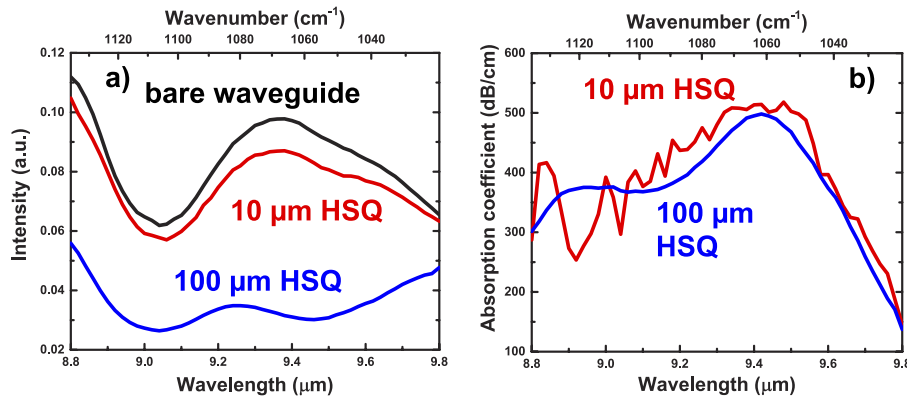 Wavenumber (cm⁻¹)
1120 1100 1080 1060 1040
0.12
0.10
0.08
0.06
0.04
0.02
Intensity (a.u.)
a)
bare waveguide
10 µm HSQ
100 µm HSQ
8.8 9.0 9.2 9.4 9.6 9.8
Wavelength (μm)
Wavenumber (cm⁻¹)
1120 1100 1080 1060 1040
600
500
400
300
200
100
Absorption coefficient (dB/cm)
10 µm HSQ
b)
100 µm
HSQ
8.8 9.0 9.2 9.4 9.6 9.8
Wavelength (μm)